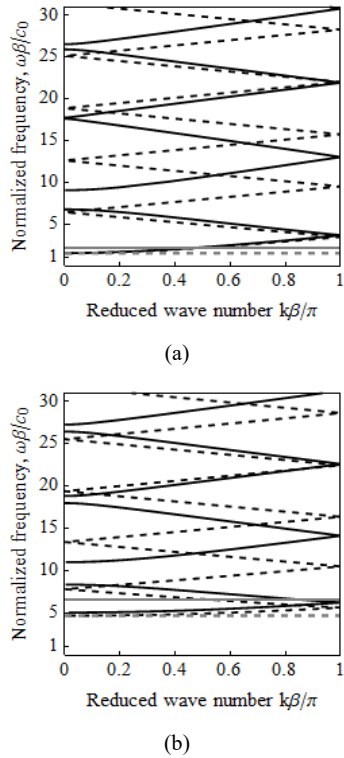 Normalized frequency, ωβ/c₀
30
25
20
15
10
5
1
0 0.2 0.4 0.6 0.8 1
Reduced wave number kβ/π
(a)
Normalized frequency, ωβ/c₀
30
25
20
15
10
5
1
0 0.2 0.4 0.6 0.8 1
Reduced wave number kβ/π
(b)